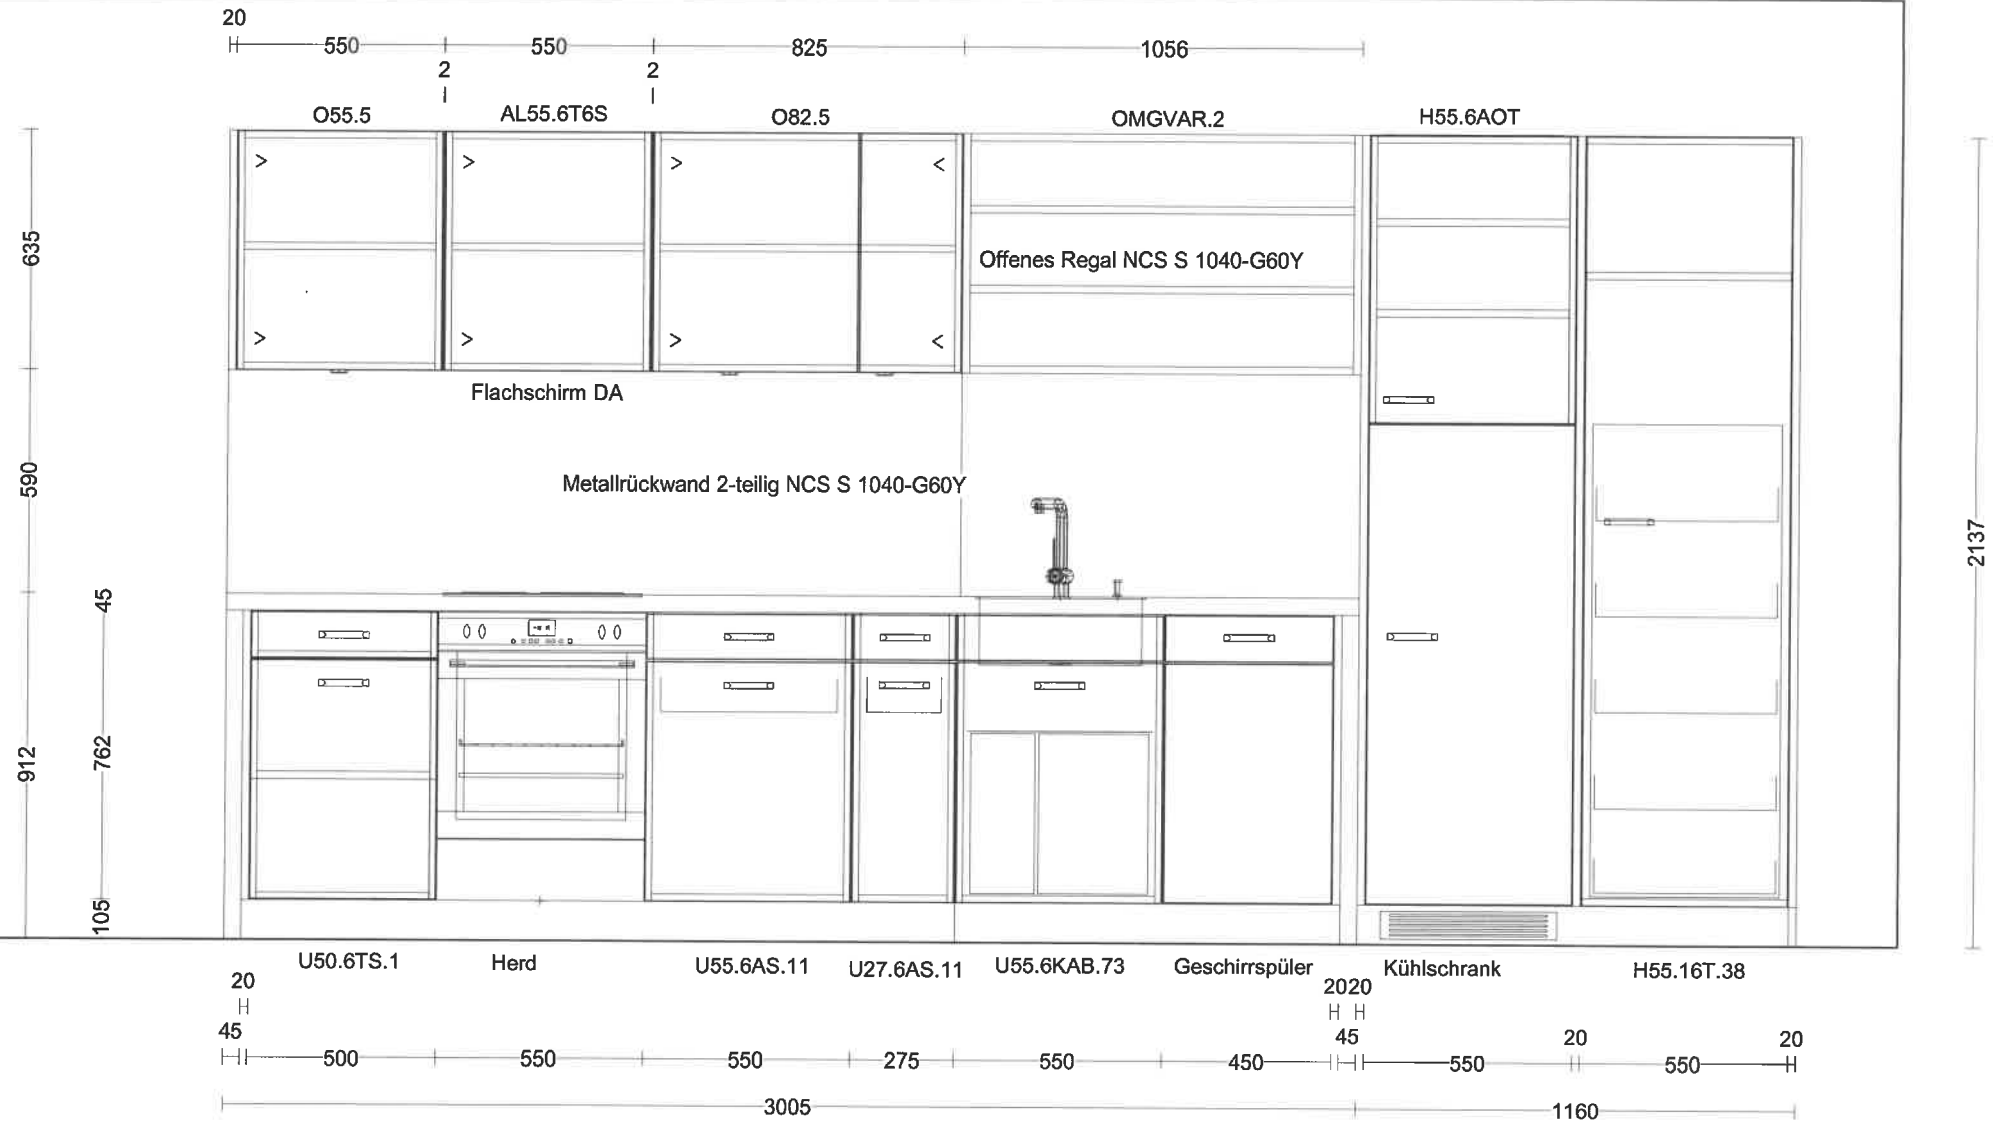 20
550 550 825 1056
2 2
O55.5 AL55.6T6S O82.5 OMGVAR.2 H55.6AOT
> > > <
635
Offenes Regal NCS S 1040-G60Y
> > > <
Flachschirm DA
590
Metallrückwand 2-teilig NCS S 1040-G60Y
2137
45
762
912
105
U50.6TS.1 Herd U55.6AS.11 U27.6AS.11 U55.6KAB.73 Geschirrspüler Kühlschrank H55.16T.38
20 2020
45 45 20 20
500 550 550 275 550 450 550 550
3005 1160